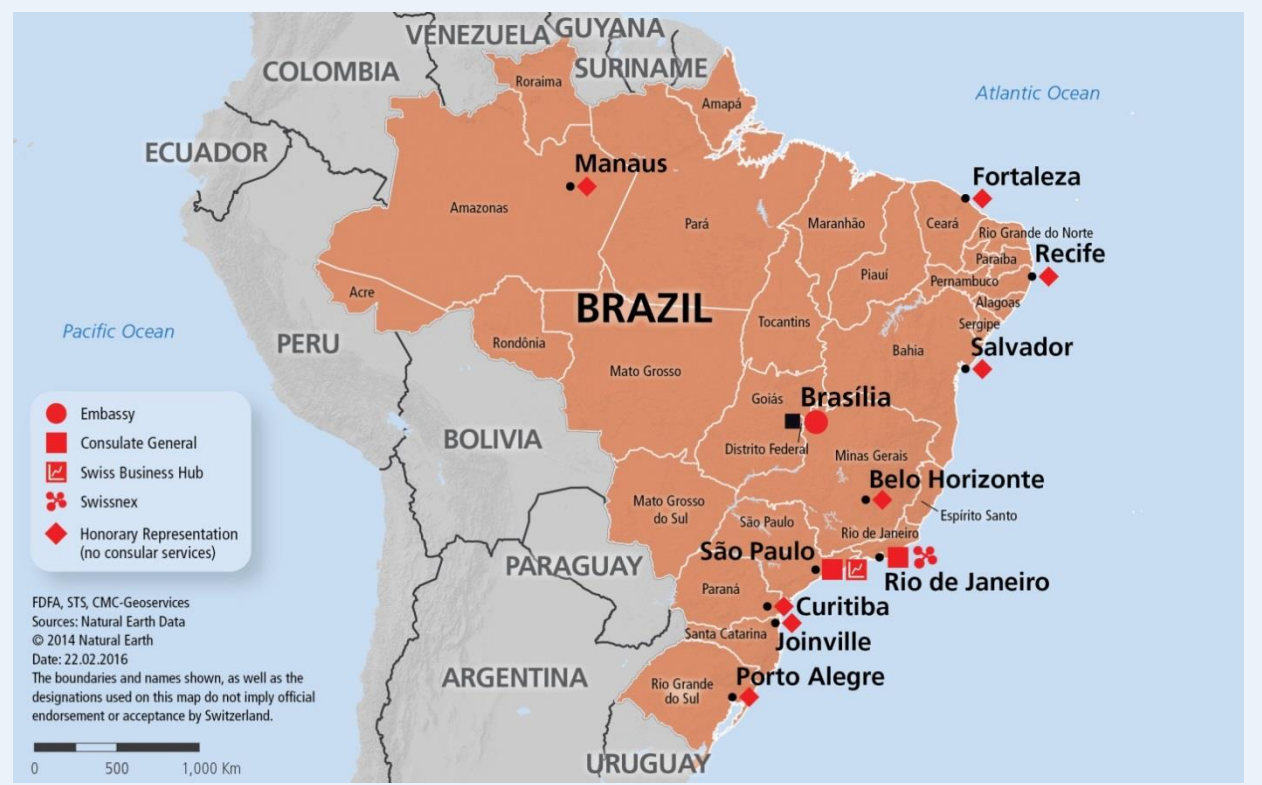 VENEZUELA
GUYANA
COLOMBIA
SURINAME
Roraima
Amapá
Atlantic Ocean
ECUADOR
Manaus
Fortaleza
Amazonas
Pará
Maranhão
Ceará
Rio Grande do Norte
Recife
Paraíba
Piauí
Pernambuco
Acre
BRAZIL
Alagoas
Pacific Ocean
PERU
Rondônia
Tocantins
Sergipe
Salvador
Bahia
Mato Grosso
Goiás
Brasília
BOLIVIA
Distrito Federal
Minas Gerais
Belo Horizonte
Mato Grosso
do Sul
São Paulo
Espírito Santo
Rio de Janeiro
São Paulo
PARAGUAY
Rio de Janeiro
Paraná
Curitiba
Santa Catarina
Joinville
ARGENTINA
Rio Grande
do Sul
Porto Alegre
URUGUAY
Embassy
Consulate General
Swiss Business Hub
Swissnex
Honorary Representation
(no consular services)
FDFA, STS, CMC-Geoservices
Sources: Natural Earth Data
© 2014 Natural Earth
Date: 22.02.2016
The boundaries and names shown, as well as the
designations used on this map do not imply official
endorsement or acceptance by Switzerland.
0 500 1,000 Km